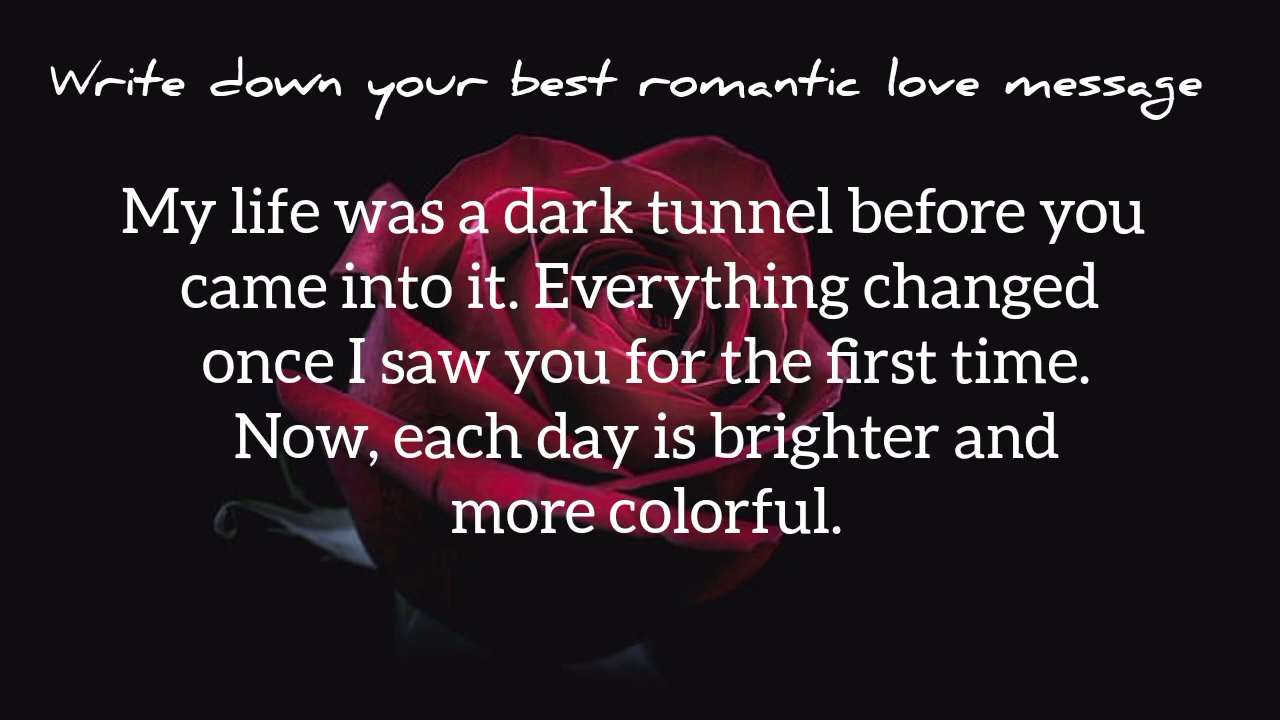 Write down your best romantic love message
My life was a dark tunnel before you
came into it. Everything changed
once I saw you for the first time.
Now, each day is brighter and
more colorful.